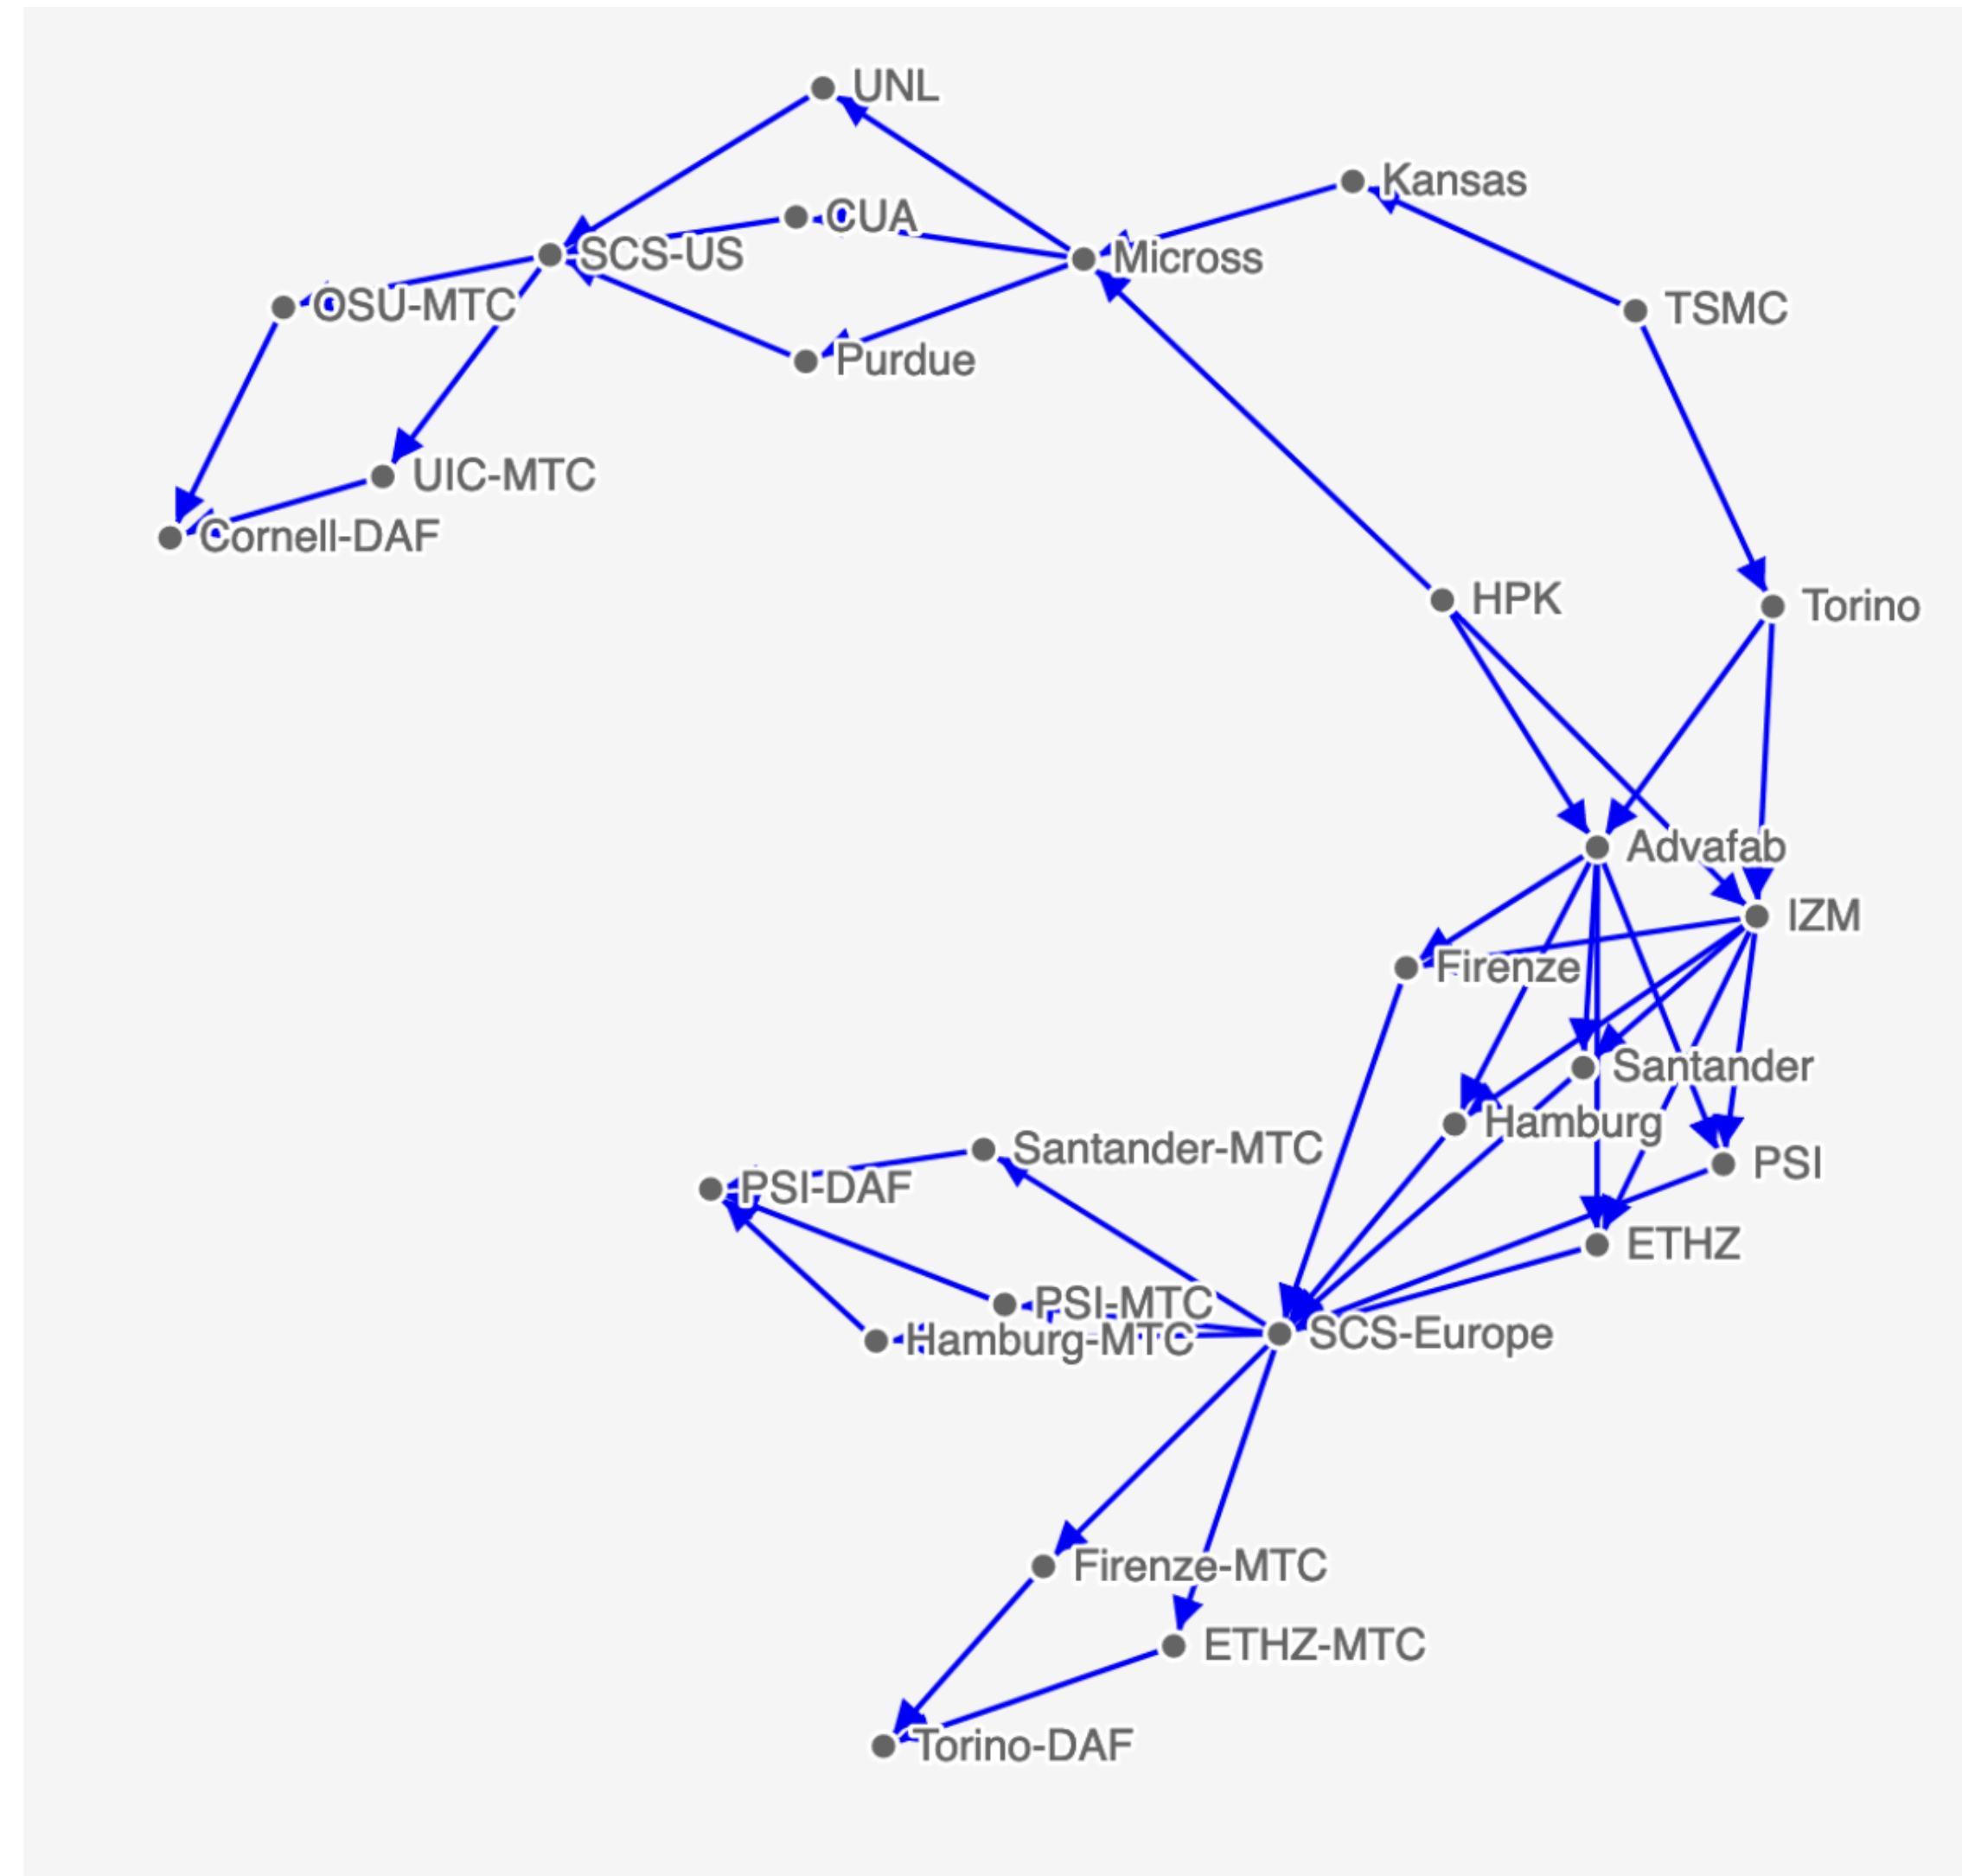 UNL
Kansas
CUA
SCS-US
Micross
OSU-MTC
TSMC
Purdue
UIC-MTC
Cornell-DAF
HPK
Torino
Advafab
IZM
Firenze
Santander
Hamburg
Santander-MTC
PSI
PSI-DAF
ETHZ
PSI-MTC
SCS-Europe
Hamburg-MTC
Firenze-MTC
ETHZ-MTC
Torino-DAF